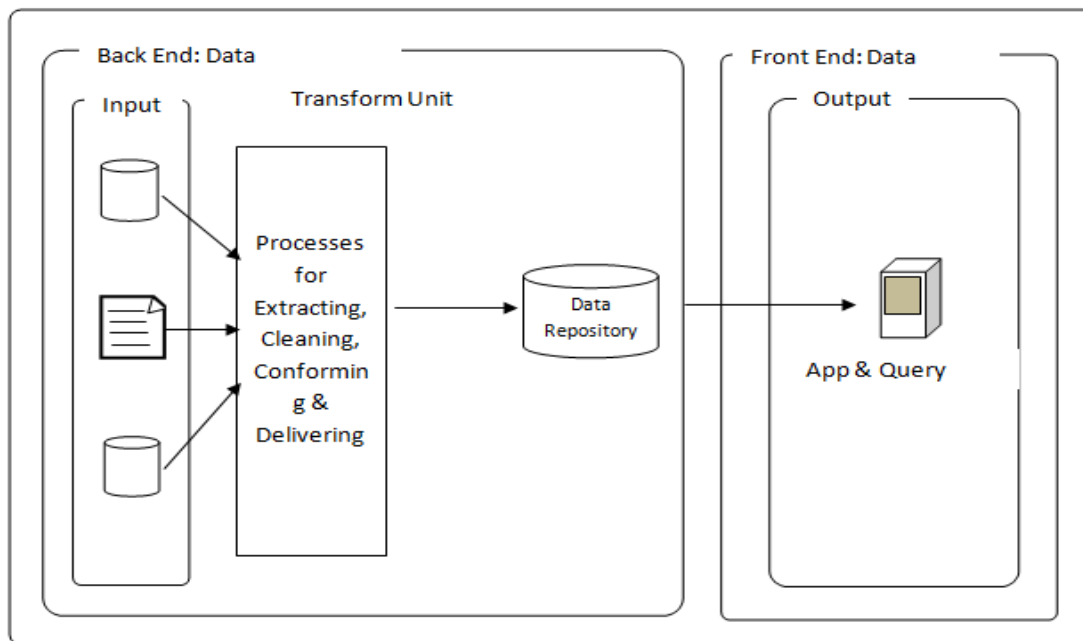 Back End: Data
Input
Transform Unit
Processes
for
Extracting,
Cleaning,
Conformin
g &
Delivering
Data
Repository
Front End: Data
Output
App & Query